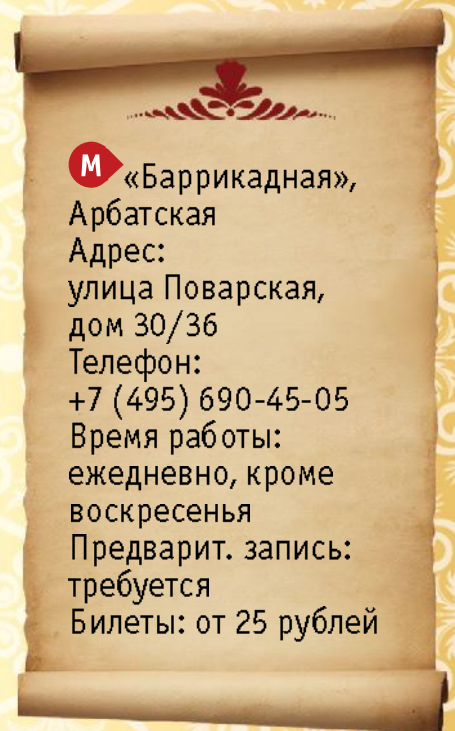 М «Баррикадная»,
Арбатская
Адрес:
улица Поварская,
дом 30/36
Телефон:
+7 (495) 690-45-05
Время работы:
ежедневно, кроме
воскресенья
Предварит. запись:
требуется
Билеты: от 25 рублей